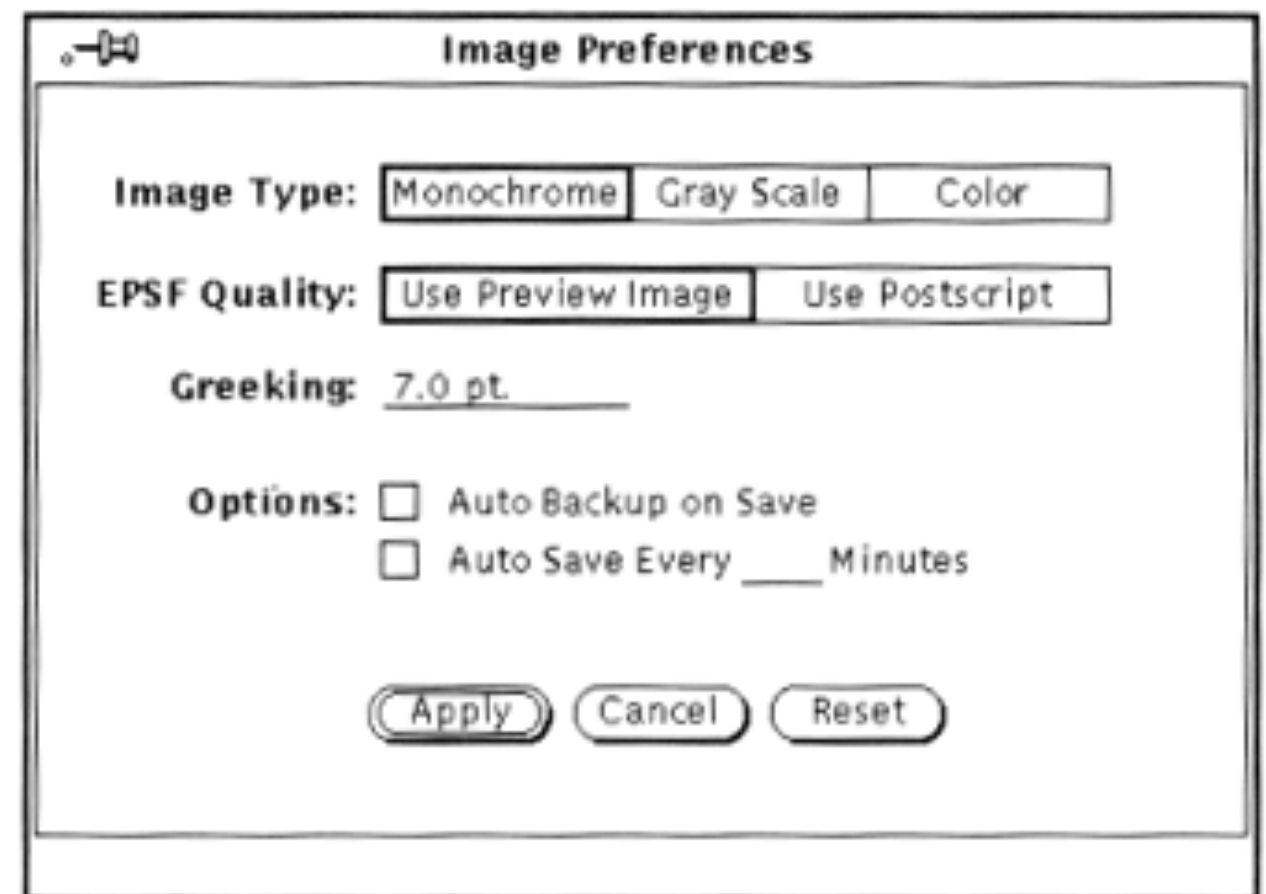 Image Preferences
Image Type: Monochrome Gray Scale Color
EPSF Quality: Use Preview Image Use Postscript
Greeking: 7.0 pt.
Options: Auto Backup on Save
Auto Save Every ____ Minutes
Apply Cancel Reset